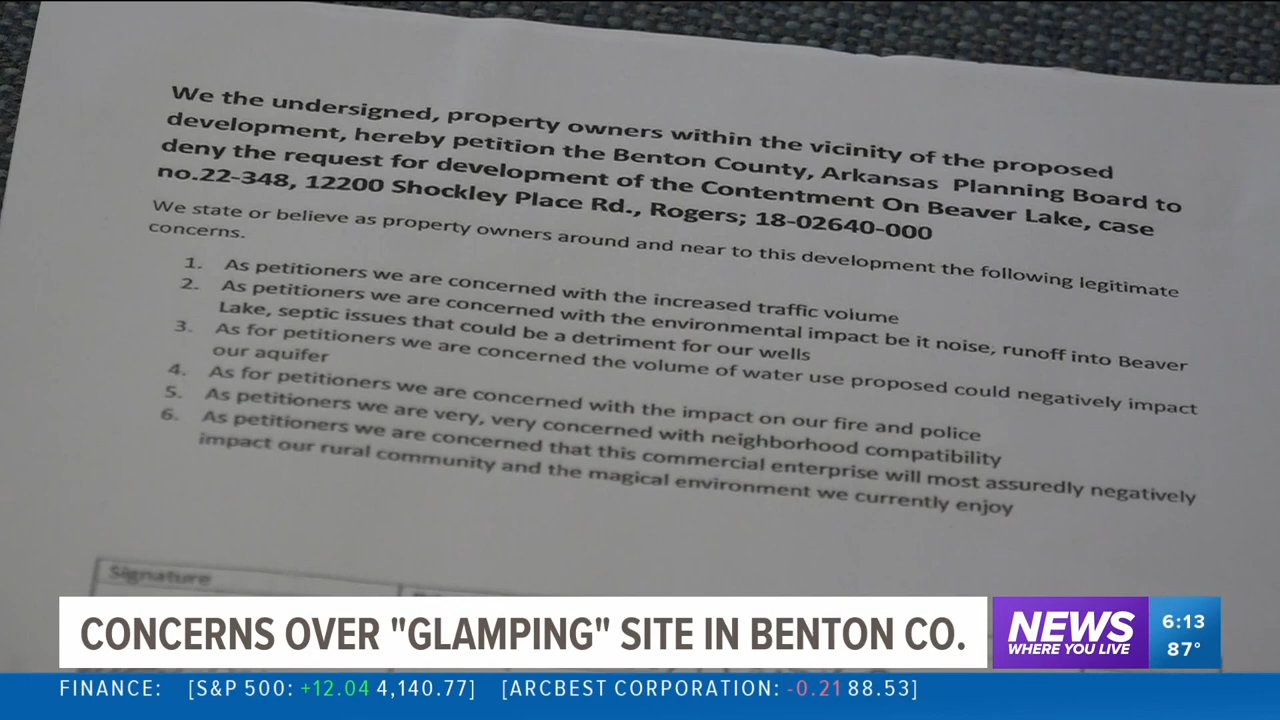 We the undersigned, property owners within the vicinity of the proposed
development, hereby petition the Benton County, Arkansas Planning Board to
deny the request for development of the Contentment On Beaver Lake, case
no.22-348, 12200 Shockley Place Rd., Rogers; 18-02640-000
We state or believe as property owners around and near to this development the following legitimate
concerns.
1. As petitioners we are concerned with the increased traffic volume
2. As petitioners we are concerned with the environmental impact be it noise, runoff into Beaver
Lake, septic issues that could be a detriment for our wells
3. As for petitioners we are concerned the volume of water use proposed could negatively impact
our aquifer
4. As for petitioners we are concerned with the impact on our fire and police
5. As petitioners we are very, very concerned with neighborhood compatibility
6. As petitioners we are concerned that this commercial enterprise will most assuredly negatively
impact our rural community and the magical environment we currently enjoy
Signature
CONCERNS OVER "GLAMPING" SITE IN BENTON CO.
NEWS
WHERE YOU LIVE
6:13
87°
FINANCE: [S&P 500: +12.04 4,140.77] [ARCBEST CORPORATION: -0.21 88.53]